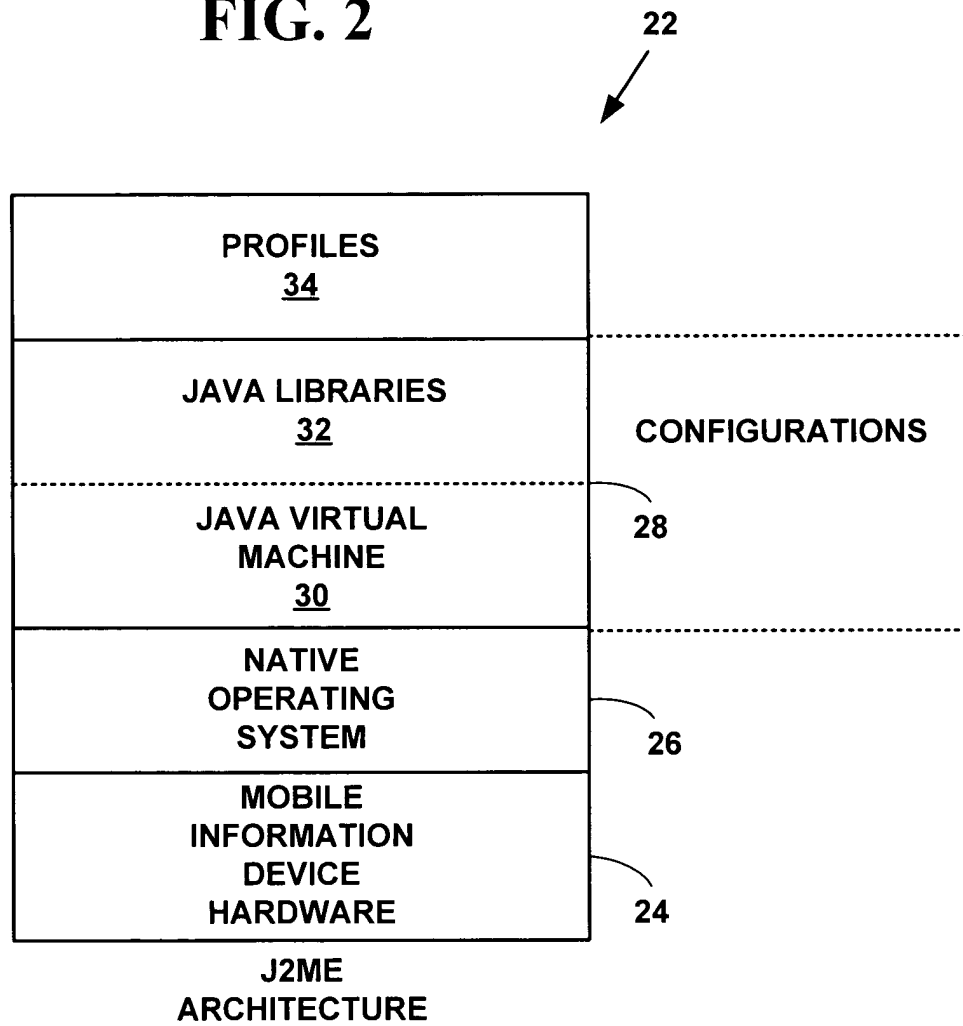 FIG. 2
22
PROFILES
34
JAVA LIBRARIES
32
CONFIGURATIONS
28
JAVA VIRTUAL
MACHINE
30
NATIVE
OPERATING
SYSTEM
26
MOBILE
INFORMATION
DEVICE
HARDWARE
24
J2ME
ARCHITECTURE